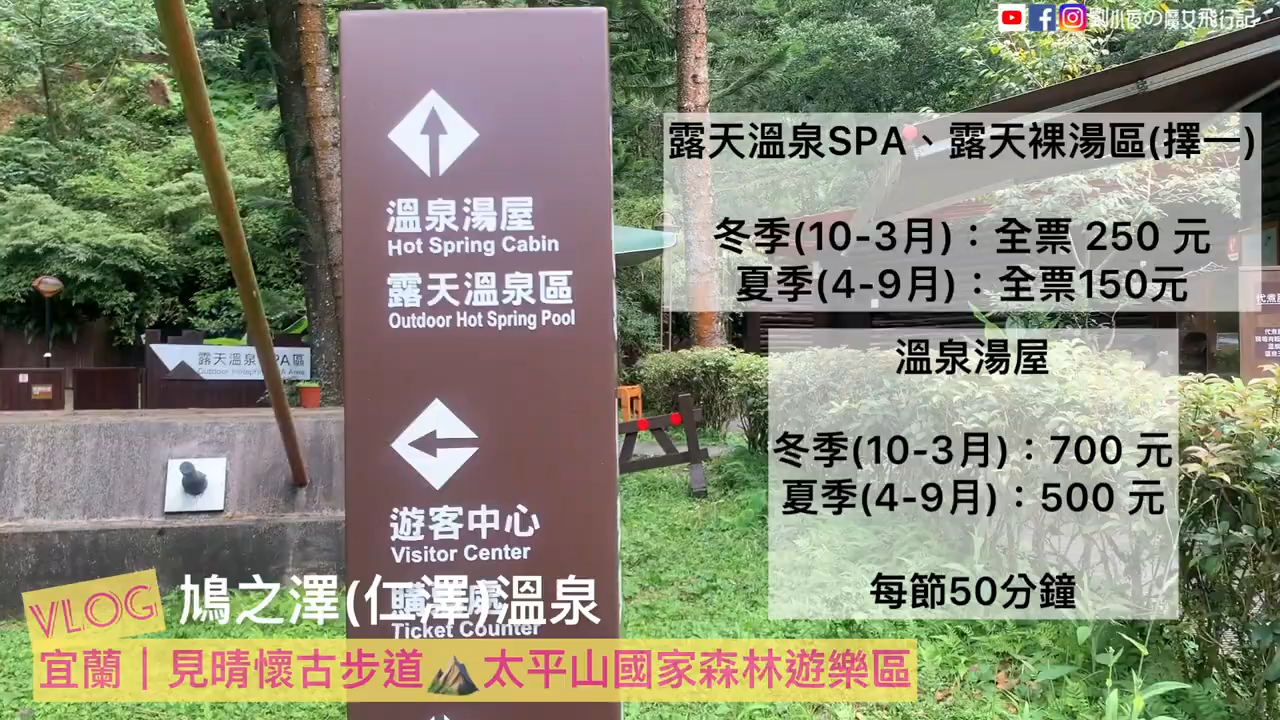 劉小夜の魔女飛行記
露天溫泉SPA、露天裸湯區(擇一)
冬季(10-3月)：全票 250 元
夏季(4-9月)：全票150元
溫泉湯屋
冬季(10-3月)：700 元
夏季(4-9月)：500 元
每節50分鐘
溫泉湯屋
Hot Spring Cabin
露天溫泉區
Outdoor Hot Spring Pool
露天溫泉SPA區
遊客中心
Visitor Center
購票處
Ticket Counter
VLOG
鳩之澤(仁澤)溫泉
宜蘭｜見晴懷古步道⛰️太平山國家森林遊樂區